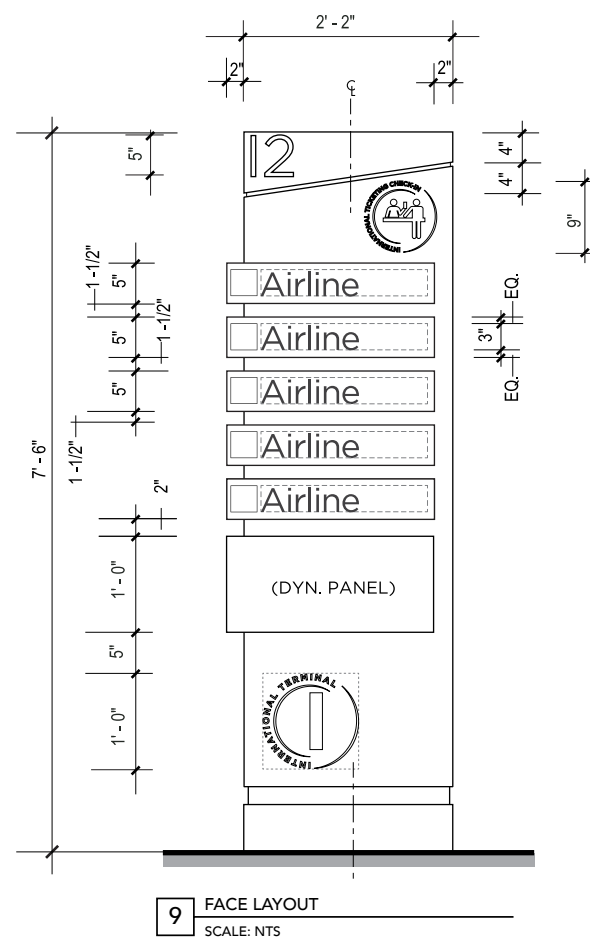 2' - 2"
2"
2"
CL
12
5"
4"
4"
9"
INTERNATIONAL TICKETING CHECK-IN
1 -1/2"
5"
Airline
EQ.
1 -1/2"
5"
Airline
3"
5"
Airline
EQ.
7' - 6"
1 -1/2"
Airline
2"
Airline
1' - 0"
(DYN. PANEL)
5"
1' - 0"
INTERNATIONAL TERMINAL
I
9
FACE LAYOUT
SCALE: NTS